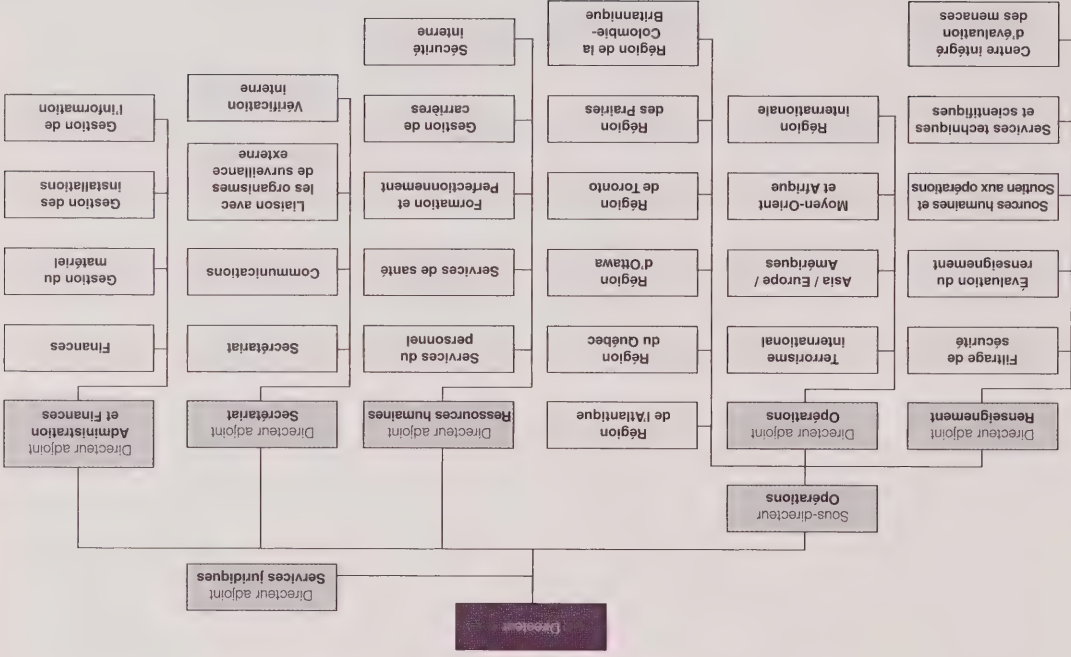 Directeur
Directeur adjoint
Services juridiques
Sous-directeur
Opérations
Directeur adjoint
Renseignement
Filtrage de
sécurité
Évaluation du
renseignement
Sources humaines et
Soutien aux opérations
Services techniques
et scientifiques
Centre intégré
d'évaluation
des menaces
Directeur adjoint
Opérations
Terrorisme
international
Asia / Europe /
Amériques
Moyen-Orient
et Afrique
Région
internationale
Région
de l'Atlantique
Région
du Québec
Région
d'Ottawa
Région
de Toronto
Région
des Prairies
Région de la
Colombie-
Britannique
Directeur adjoint
Ressources humaines
Services du
personnel
Services de santé
Formation et
Perfectionnement
Gestion de
carrières
Sécurité
interne
Directeur adjoint
Secrétariat
Secrétariat
Communications
Liaison avec
les organismes
de surveillance
externe
Vérification
interne
Directeur adjoint
Administration
et Finances
Finances
Gestion du
matériel
Gestion des
installations
Gestion de
l'information